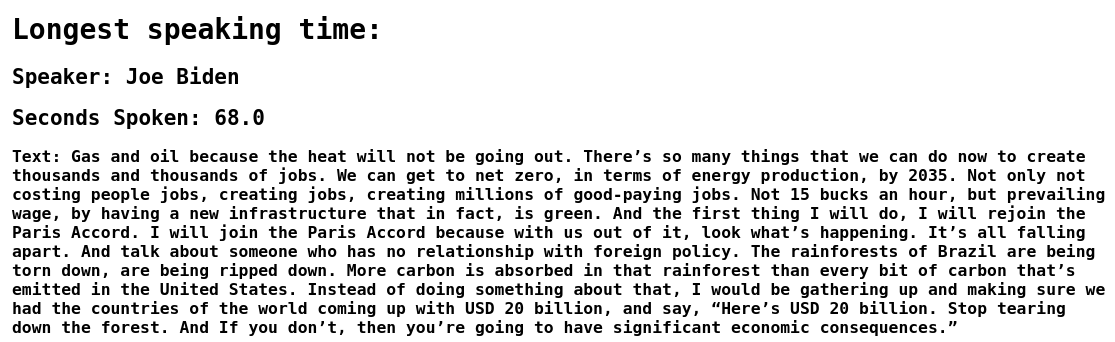 Longest speaking time:
Speaker: Joe Biden
Seconds Spoken: 68.0
Text: Gas and oil because the heat will not be going out. There’s so many things that we can do now to create
thousands and thousands of jobs. We can get to net zero, in terms of energy production, by 2035. Not only not
costing people jobs, creating jobs, creating millions of good-paying jobs. Not 15 bucks an hour, but prevailing
wage, by having a new infrastructure that in fact, is green. And the first thing I will do, I will rejoin the
Paris Accord. I will join the Paris Accord because with us out of it, look what’s happening. It’s all falling
apart. And talk about someone who has no relationship with foreign policy. The rainforests of Brazil are being
torn down, are being ripped down. More carbon is absorbed in that rainforest than every bit of carbon that’s
emitted in the United States. Instead of doing something about that, I would be gathering up and making sure we
had the countries of the world coming up with USD 20 billion, and say, “Here’s USD 20 billion. Stop tearing
down the forest. And If you don’t, then you’re going to have significant economic consequences.”